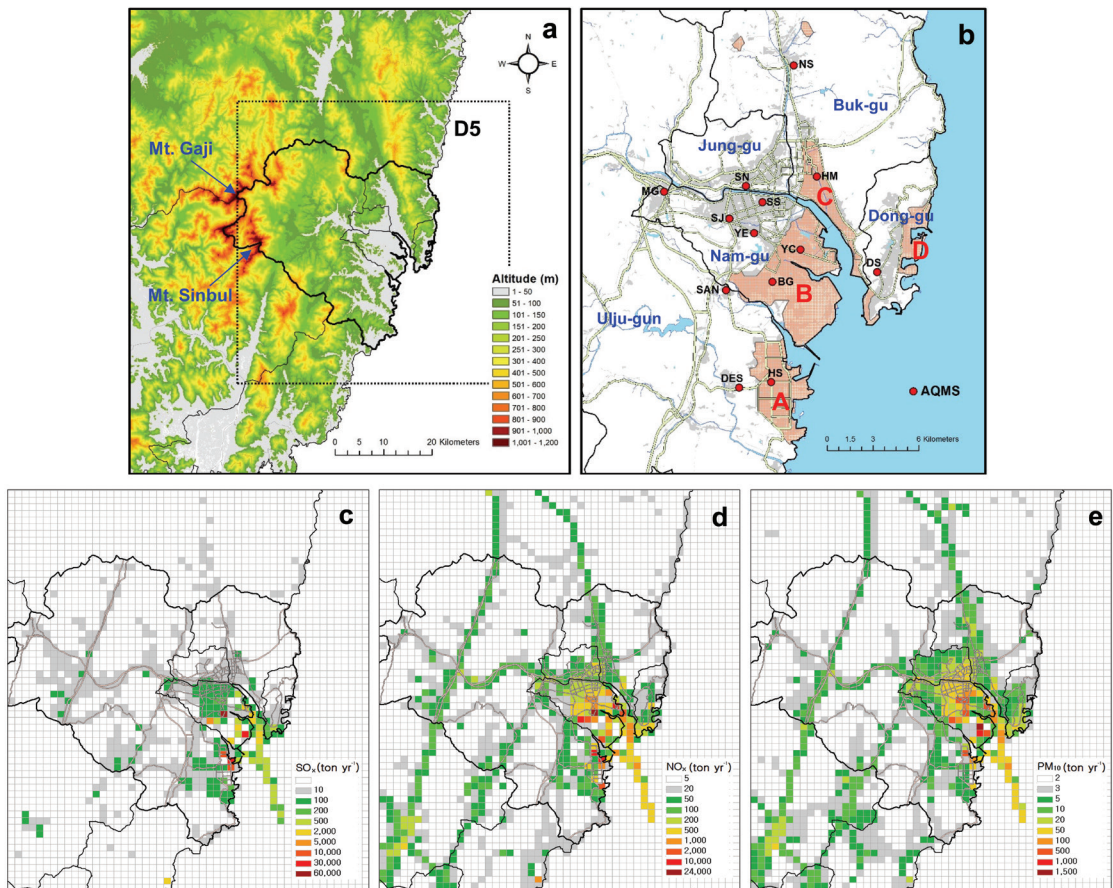 a
N
W E
S
D5
Mt. Gaji
Mt. Sinbul
Altitude (m)
1 - 50
51 - 100
101 - 150
151 - 200
201 - 250
251 - 300
301 - 400
401 - 500
501 - 600
601 - 700
701 - 800
801 - 900
901 - 1,000
1,001 - 1,200
0 5 10 20 Kilometers
b
NS
Buk-gu
Jung-gu
MG
SN
HM
SS
C
SJ
Dong-gu
YE
D
YC
Nam-gu
DS
SAN
BG
B
Ulju-gun
DES
HS
A
AQMS
0 1.5 3 6 Kilometers
c
SOx (ton yr-1)
10
100
200
500
2,000
5,000
10,000
30,000
60,000
d
NOx (ton yr-1)
5
20
50
100
200
500
1,000
2,000
10,000
24,000
e
PM10 (ton yr-1)
2
3
5
10
20
50
100
500
1,000
1,500